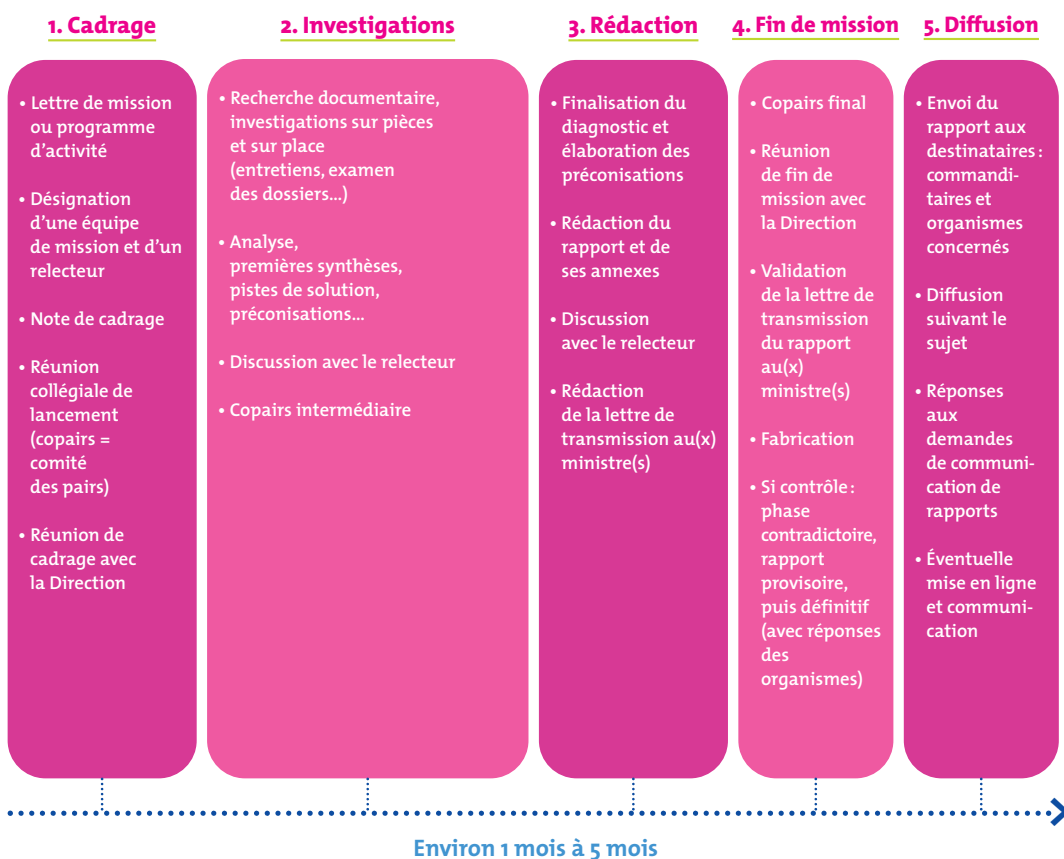 1. Cadrage
• Lettre de mission
ou programme
d’activité
• Désignation
d’une équipe
de mission et d’un
relecteur
• Note de cadrage
• Réunion
collégiale de
lancement
(copairs =
comité
des pairs)
• Réunion de
cadrage avec
la Direction
2. Investigations
• Recherche documentaire,
investigations sur pièces
et sur place
(entretiens, examen
des dossiers...)
• Analyse,
premières synthèses,
pistes de solution,
préconisations...
• Discussion avec le relecteur
• Copairs intermédiaire
3. Rédaction
• Finalisation du
diagnostic et
élaboration des
préconisations
• Rédaction du
rapport et de
ses annexes
• Discussion
avec le relecteur
• Rédaction
de la lettre de
transmission au(x)
ministre(s)
4. Fin de mission
• Copairs final
• Réunion
de fin de
mission avec
la Direction
• Validation
de la lettre de
transmission
du rapport
au(x)
ministre(s)
• Fabrication
• Si contrôle :
phase
contradictoire,
rapport
provisoire,
puis définitif
(avec réponses
des
organismes)
5. Diffusion
• Envoi du
rapport aux
destinataires :
commandi-
taires et
organismes
concernés
• Diffusion
suivant le
sujet
• Réponses
aux
demandes
de communi-
cation de
rapports
• Éventuelle
mise en ligne
et communi-
cation
Environ 1 mois à 5 mois